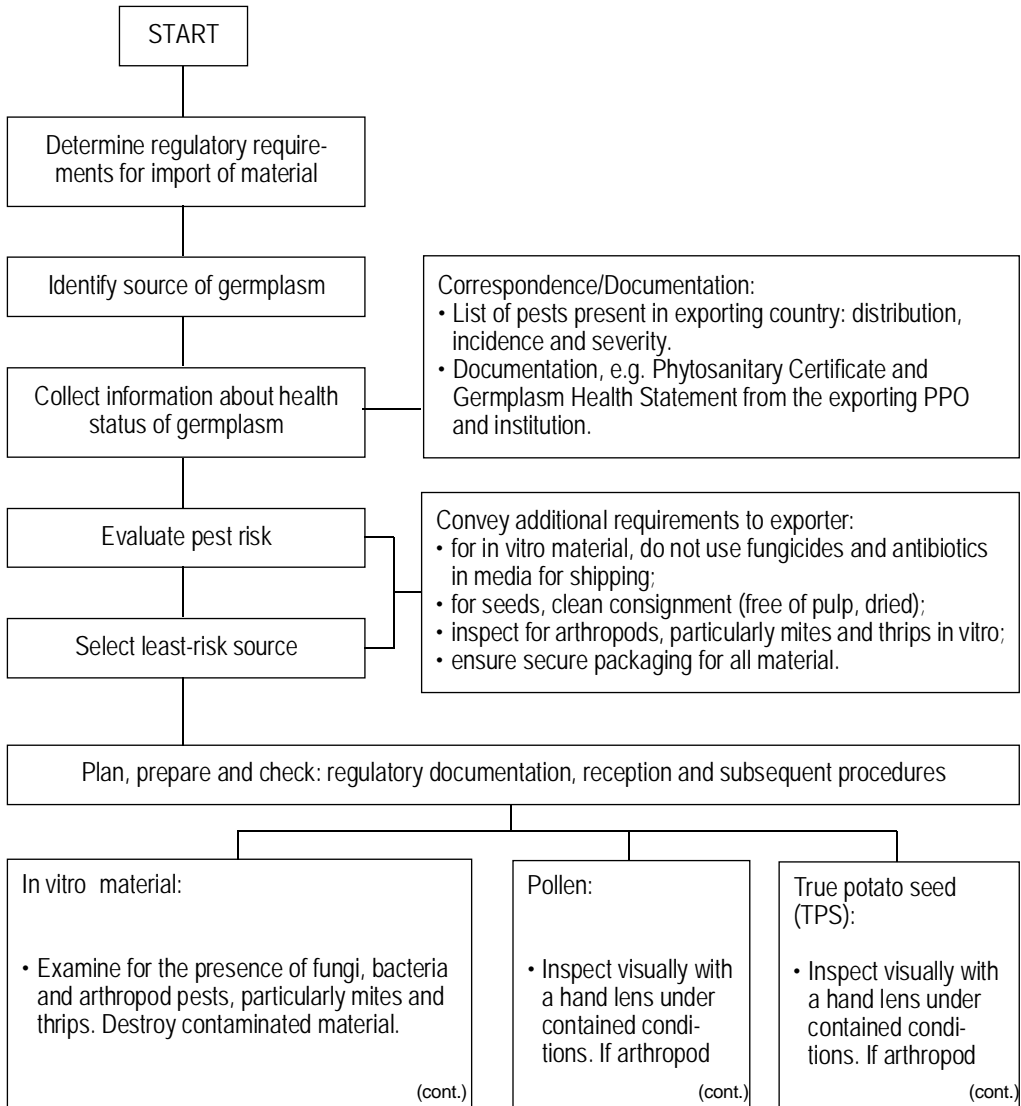 START
Determine regulatory require-
ments for import of material
Identify source of germplasm
Collect information about health
status of germplasm
Correspondence/Documentation:
• List of pests present in exporting country: distribution,
incidence and severity.
• Documentation, e.g. Phytosanitary Certificate and
Germplasm Health Statement from the exporting PPO
and institution.
Evaluate pest risk
Select least-risk source
Convey additional requirements to exporter:
• for in vitro material, do not use fungicides and antibiotics
in media for shipping;
• for seeds, clean consignment (free of pulp, dried);
• inspect for arthropods, particularly mites and thrips in vitro;
• ensure secure packaging for all material.
Plan, prepare and check: regulatory documentation, reception and subsequent procedures
In vitro material:
• Examine for the presence of fungi, bacteria
and arthropod pests, particularly mites and
thrips. Destroy contaminated material.
(cont.)
Pollen:
• Inspect visually with
a hand lens under
contained condi-
tions. If arthropod
(cont.)
True potato seed
(TPS):
• Inspect visually with
a hand lens under
contained condi-
tions. If arthropod
(cont.)